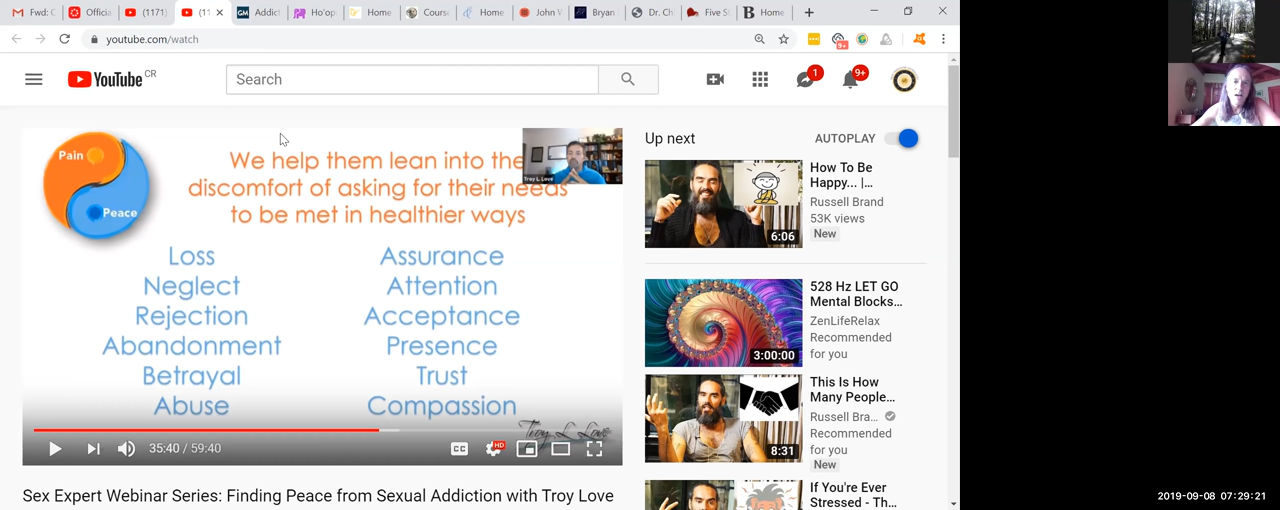 Fwd: C
Officia
(1171)
(11
Addict
Ho'op
Home
Course
Home
John W
Bryan
Dr. Ch
Five St
Home
youtube.com/watch
9+
YouTube CR
Search
1
9+
Pain
Peace
We help them lean into the
discomfort of asking for their needs
to be met in healthier ways
Troy L. Love
Loss
Neglect
Rejection
Abandonment
Betrayal
Abuse
Assurance
Attention
Acceptance
Presence
Trust
Compassion
Troy L Love
35:40 / 59:40
CC
HD
Sex Expert Webinar Series: Finding Peace from Sexual Addiction with Troy Love
Up next
AUTOPLAY
6:06
How To Be
Happy... |...
Russell Brand
53K views
New
3:00:00
528 Hz LET GO
Mental Blocks...
ZenLifeRelax
Recommended
for you
8:31
This Is How
Many People...
Russell Bra...
Recommended
for you
New
If You're Ever
Stressed - Th...
2019-09-08 07:29:21